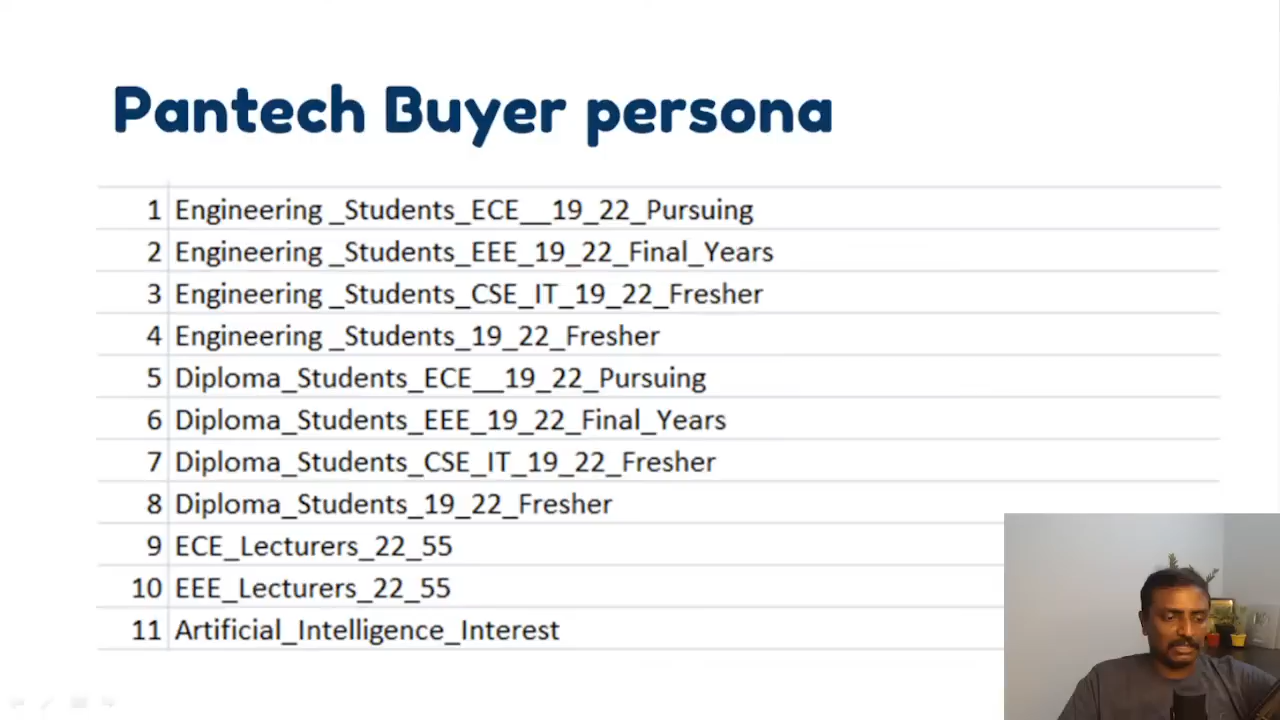 Pantech Buyer persona
1 Engineering _Students_ECE__19_22_Pursuing
2 Engineering _Students_EEE_19_22_Final_Years
3 Engineering _Students_CSE_IT_19_22_Fresher
4 Engineering _Students_19_22_Fresher
5 Diploma_Students_ECE__19_22_Pursuing
6 Diploma_Students_EEE_19_22_Final_Years
7 Diploma_Students_CSE_IT_19_22_Fresher
8 Diploma_Students_19_22_Fresher
9 ECE_Lecturers_22_55
10 EEE_Lecturers_22_55
11 Artificial_Intelligence_Interest